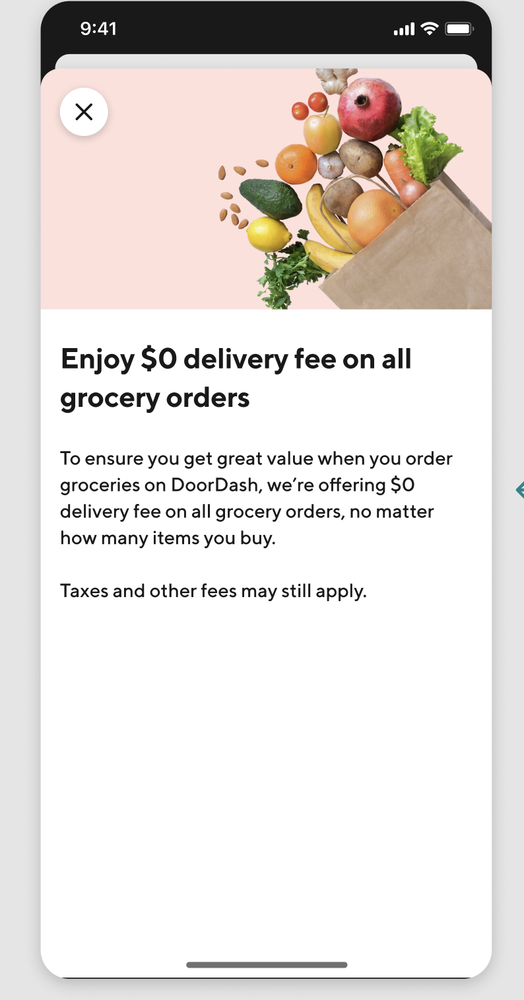 9:41
Enjoy $0 delivery fee on all
grocery orders
To ensure you get great value when you order
groceries on DoorDash, we’re offering $0
delivery fee on all grocery orders, no matter
how many items you buy.
Taxes and other fees may still apply.